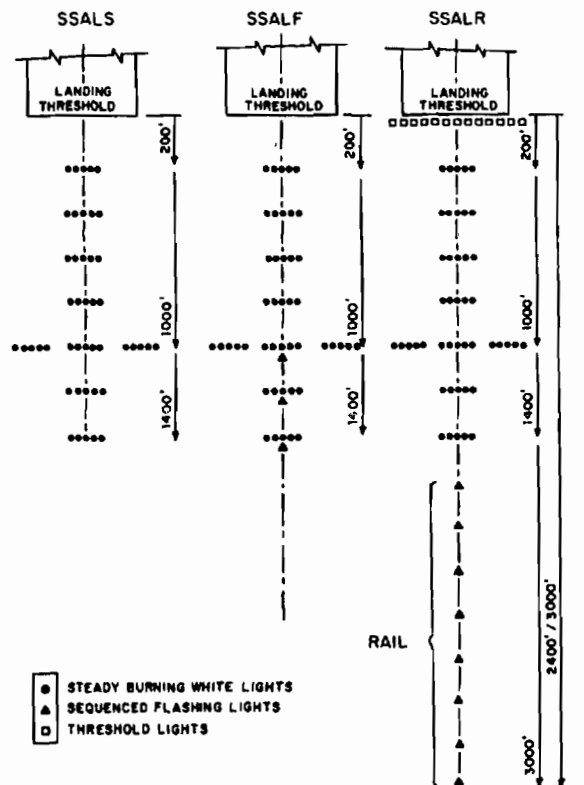 SSALS
SSALF
SSALR
LANDING
THRESHOLD
LANDING
THRESHOLD
LANDING
THRESHOLD
200'
200'
200'
1000'
1000'
1000'
1400'
1400'
1400'
RAIL
2400' / 3000'
3000'
STEADY BURNING WHITE LIGHTS
SEQUENCED FLASHING LIGHTS
THRESHOLD LIGHTS